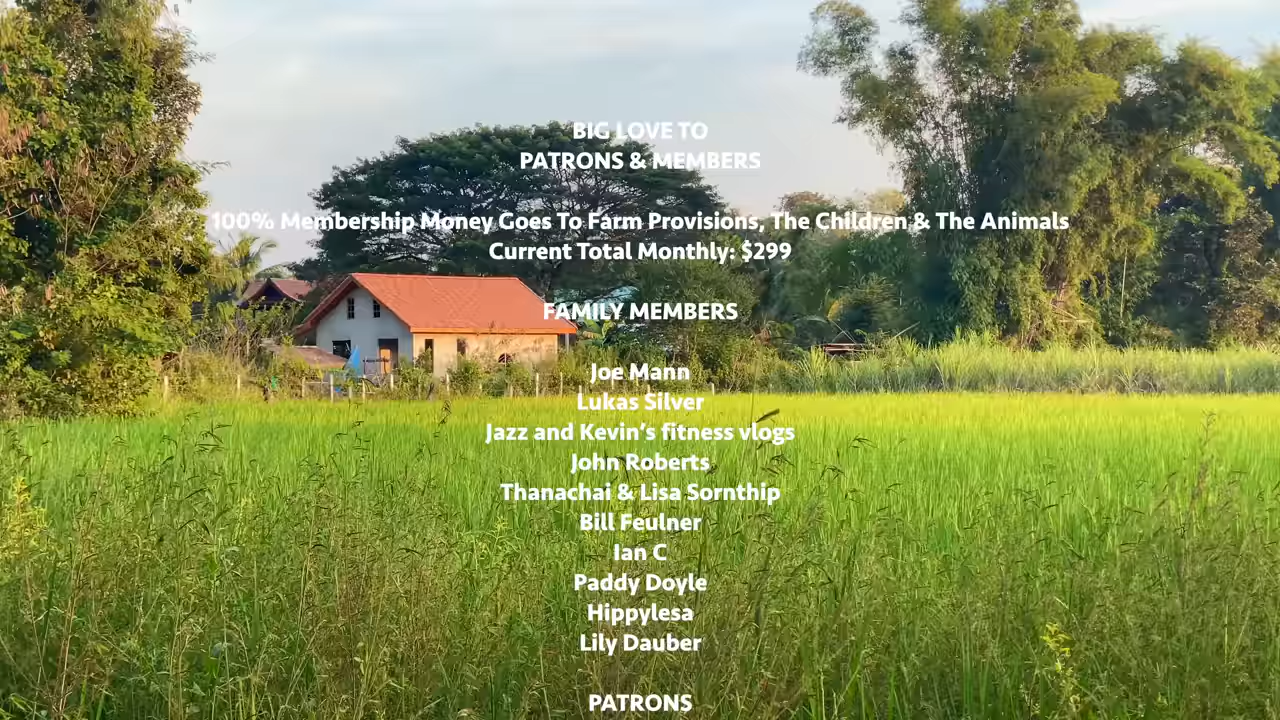 BIG LOVE TO
PATRONS & MEMBERS
100% Membership Money Goes To Farm Provisions, The Children & The Animals
Current Total Monthly: $299
FAMILY MEMBERS
Joe Mann
Lukas Silver
Jazz and Kevin's fitness vlogs
John Roberts
Thanachai & Lisa Sornthip
Bill Feulner
Ian C
Paddy Doyle
Hippylesa
Lily Dauber
PATRONS